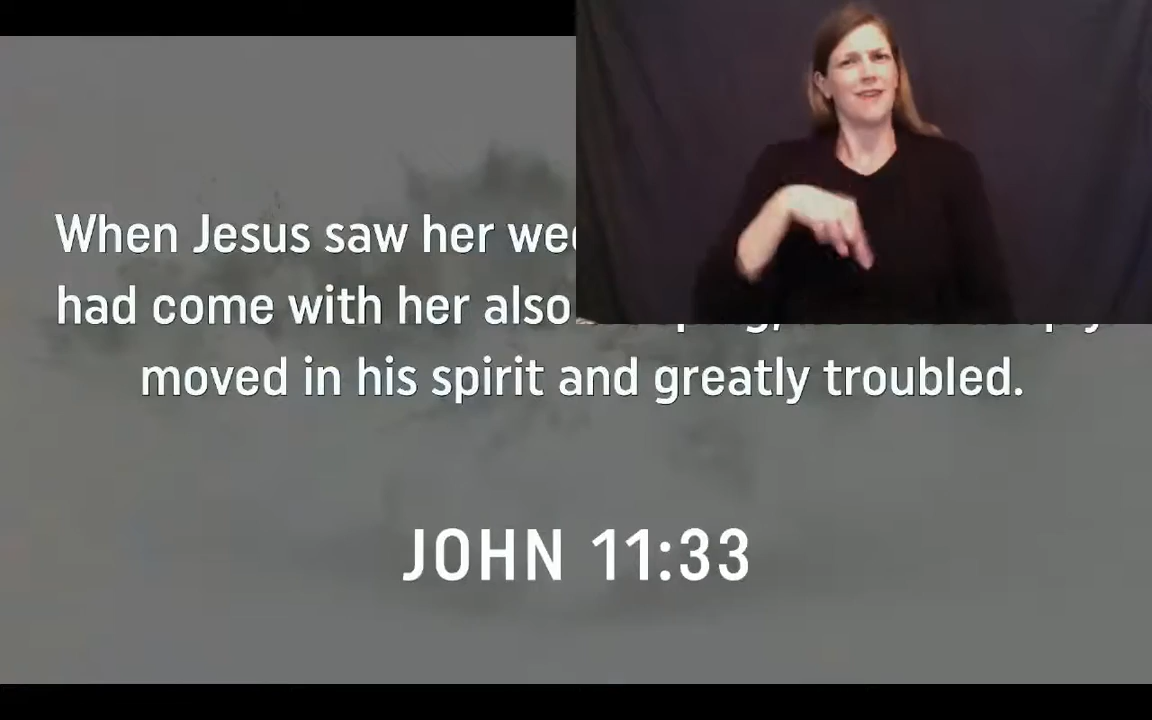 When Jesus saw her
had come with her also
moved in his spirit and greatly troubled.
JOHN 11:33